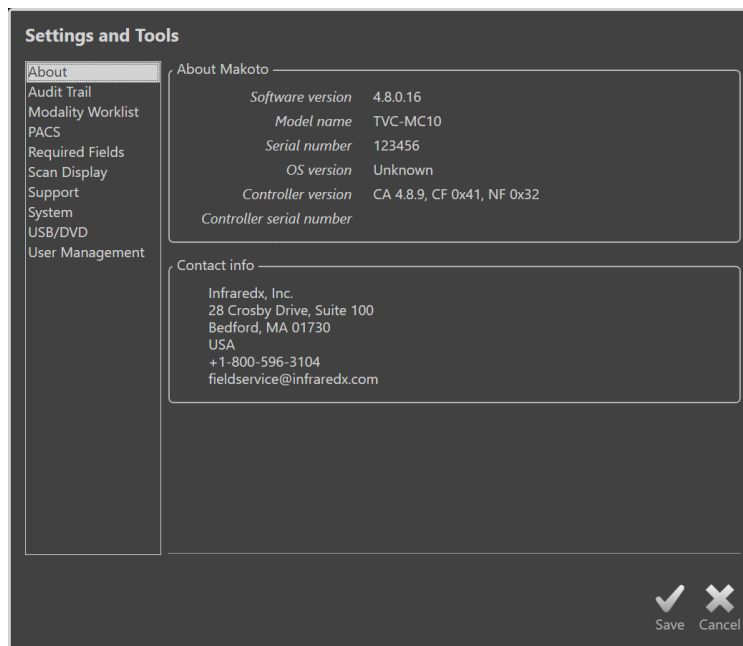 Settings and Tools
About
Audit Trail
Modality Worklist
PACS
Required Fields
Scan Display
Support
System
USB/DVD
User Management
About Makoto
Software version 4.8.0.16
Model name TVC-MC10
Serial number 123456
OS version Unknown
Controller version CA 4.8.9, CF 0x41, NF 0x32
Controller serial number
Contact info
Infraredx, Inc.
28 Crosby Drive, Suite 100
Bedford, MA 01730
USA
+1-800-596-3104
fieldservice@infraredx.com
Save Cancel